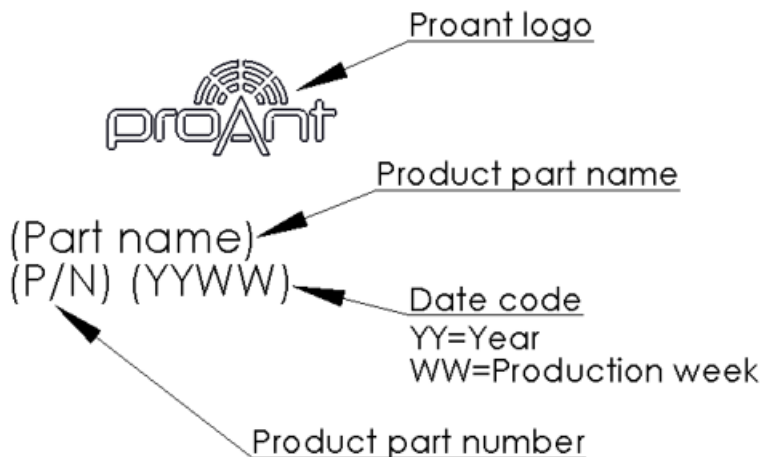 Proant logo
proAnt
Product part name
(Part name)
(P/N) (YYWW)
Date code
YY=Year
WW=Production week
Product part number